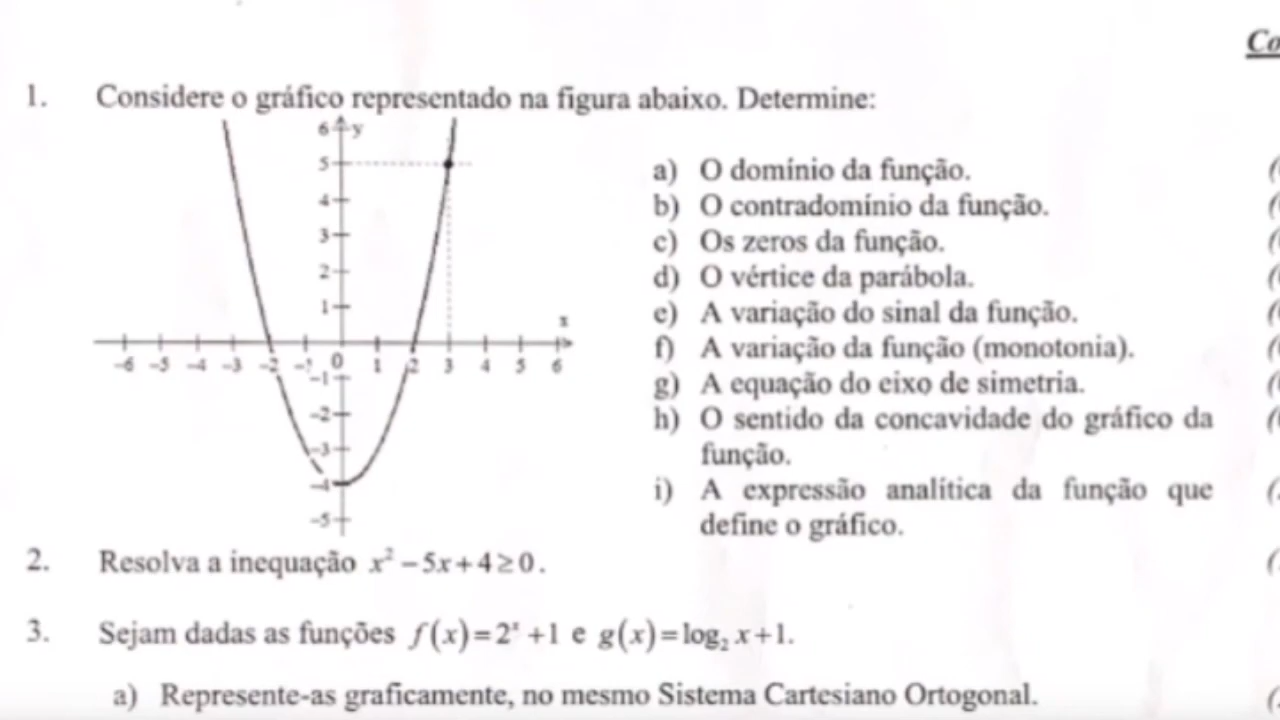 Co
1. Considere o gráfico representado na figura abaixo. Determine:
6 y
5
4
3
2
1
x
-6 -5 -4 -3 -2 -1 0 1 2 3 4 5 6
-1
-2
-3
-4
-5
a) O domínio da função.
b) O contradomínio da função.
c) Os zeros da função.
d) O vértice da parábola.
e) A variação do sinal da função.
f) A variação da função (monotonia).
g) A equação do eixo de simetria.
h) O sentido da concavidade do gráfico da
função.
i) A expressão analítica da função que
define o gráfico.
2. Resolva a inequação x² – 5x + 4 ≥ 0.
3. Sejam dadas as funções f(x) = 2ˣ + 1 e g(x) = log₂ x + 1.
a) Represente-as graficamente, no mesmo Sistema Cartesiano Ortogonal.